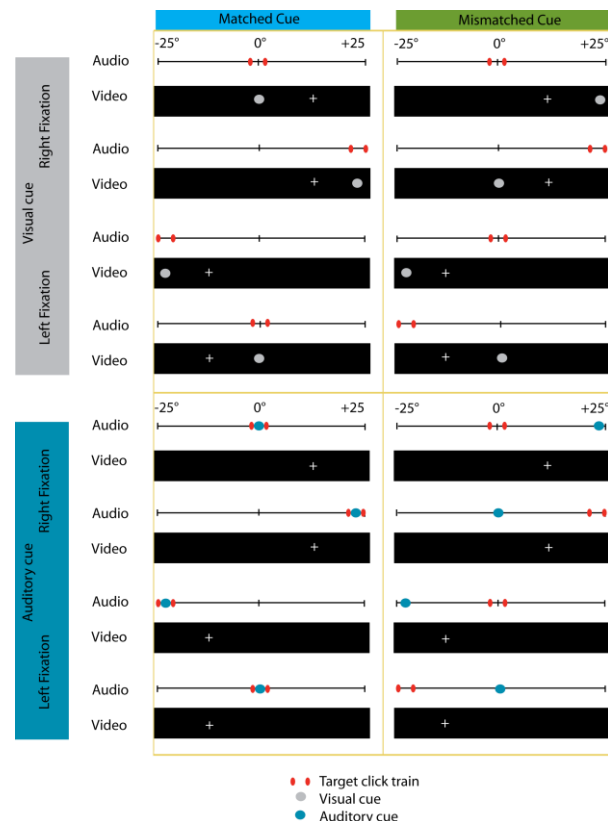 Matched Cue Mismatched Cue
-25° 0° +25 -25° 0° +25
Visual cue
Right Fixation
Audio
Video
Audio
Video
Left Fixation
Audio
Video
Audio
Video
-25° 0° +25 -25° 0° +25
Auditory cue
Right Fixation
Audio
Video
Audio
Video
Left Fixation
Audio
Video
Audio
Video
Target click train
Visual cue
Auditory cue